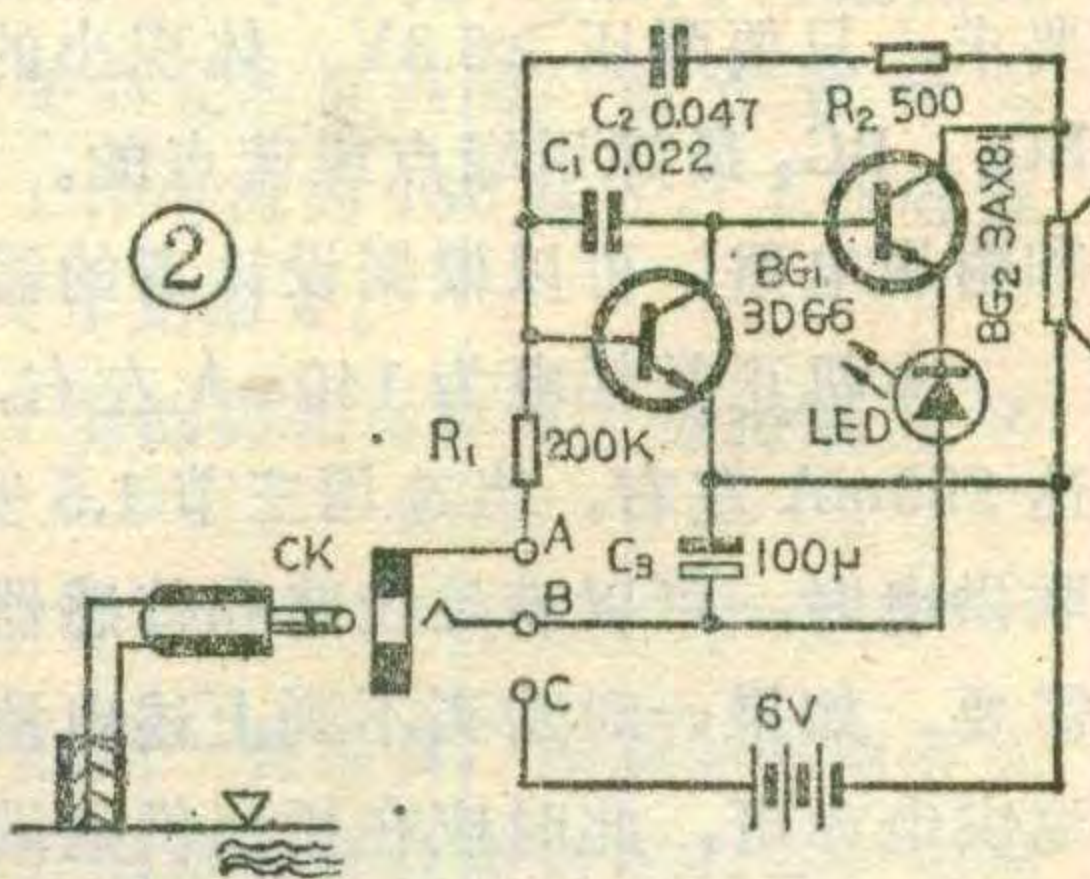 ②
C₂ 0.047
R₂ 500
C₁ 0.022
BG₁
3DG6
BG₂ 3AX81
LED
R₁ 200K
CK
A
C₃ 100μ
B
C
6V